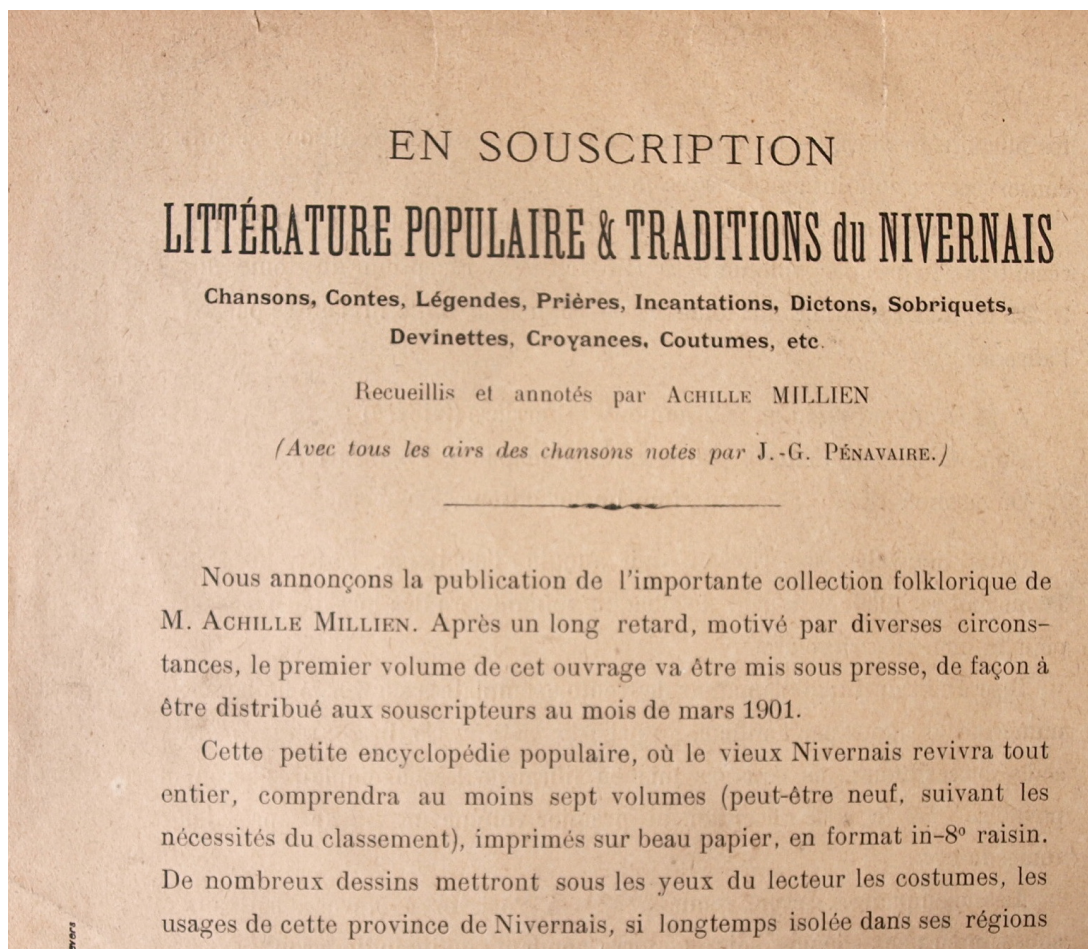 EN SOUSCRIPTION
LITTÉRATURE POPULAIRE & TRADITIONS du NIVERNAIS
Chansons, Contes, Légendes, Prières, Incantations, Dictons, Sobriquets,
Devinettes, Croyances, Coutumes, etc.
Recueillis et annotés par ACHILLE MILLIEN
(Avec tous les airs des chansons notés par J.-G. PÉNAVAIRE.)
Nous annonçons la publication de l'importante collection folklorique de
M. ACHILLE MILLIEN. Après un long retard, motivé par diverses circons-
tances, le premier volume de cet ouvrage va être mis sous presse, de façon à
être distribué aux souscripteurs au mois de mars 1901.
Cette petite encyclopédie populaire, où le vieux Nivernais revivra tout
entier, comprendra au moins sept volumes (peut-être neuf, suivant les
nécessités du classement), imprimés sur beau papier, en format in-8º raisin.
De nombreux dessins mettront sous les yeux du lecteur les costumes, les
usages de cette province de Nivernais, si longtemps isolée dans ses régions